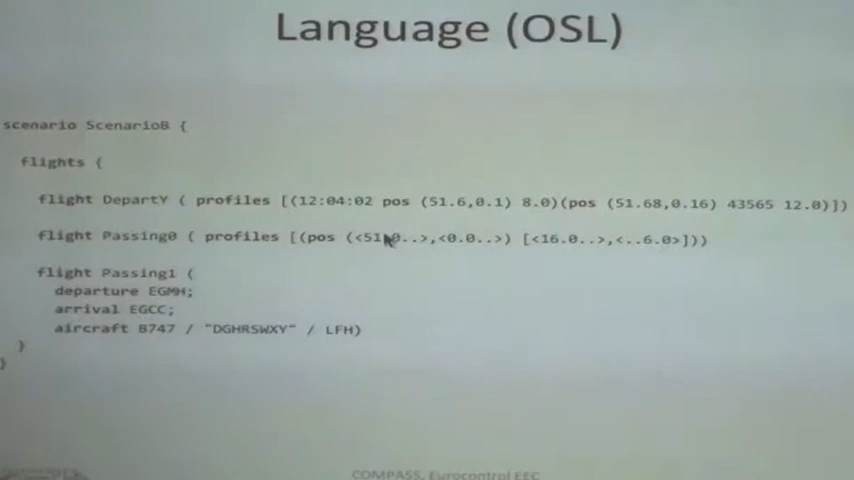 Language (OSL)
scenario ScenarioB {
flights {
flight DepartY ( profiles [(12:04:02 pos (51.6,0.1) 8.0)(pos (51.68,0.16) 43565 12.0)])
flight Passing0 ( profiles [(pos (<51.0..>,<0.0..>) [<16.0..>,<..6.0>]))
flight Passing1 (
departure EGMH;
arrival EGCC;
aircraft B747 / "DGHRSWXY" / LFH)
}
}
COMPASS, Eurocontrol EEC